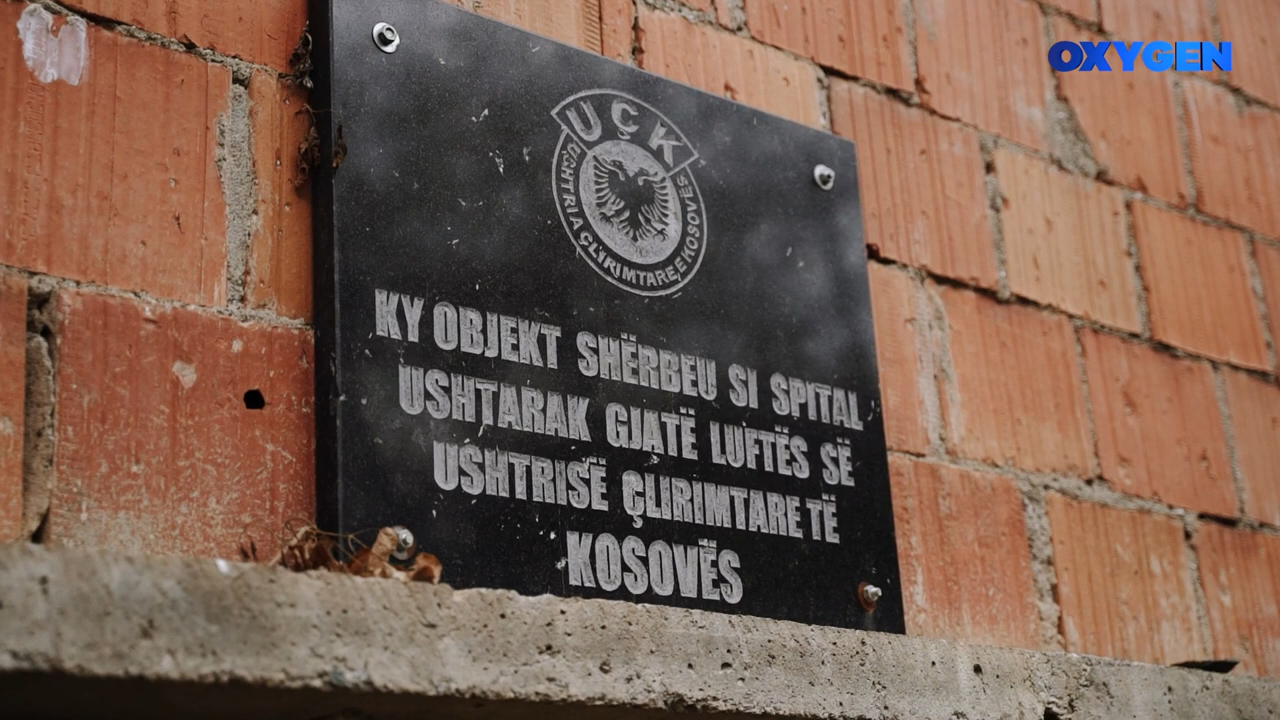 OXYGEN
UÇK
USHTRIA ÇLIRIMTARE E KOSOVËS
KY OBJEKT SHËRBEU SI SPITAL
USHTARAK GJATË LUFTËS SË
USHTRISË ÇLIRIMTARE TË
KOSOVËS